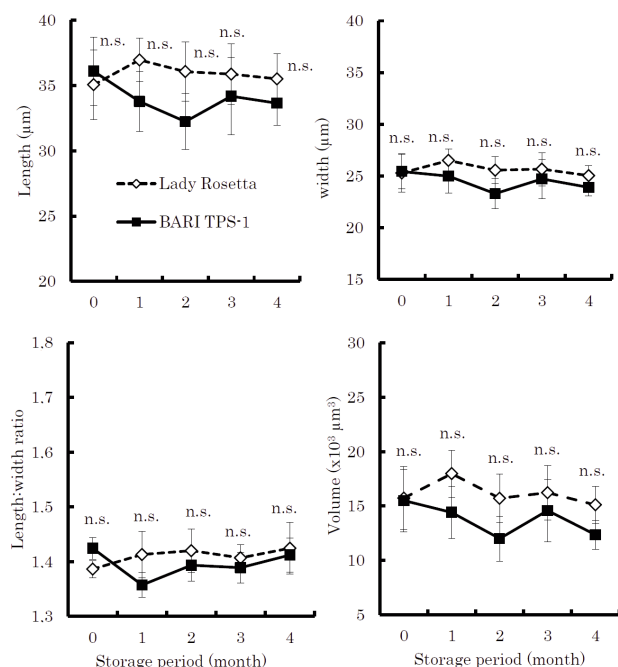 40
35
30
25
20
Length (μm)
n.s.
n.s.
n.s.
n.s.
n.s.
Lady Rosetta
BARI TPS-1
0 1 2 3 4
40
35
30
25
20
15
width (μm)
n.s.
n.s.
n.s.
n.s.
n.s.
0 1 2 3 4
1.8
1.7
1.6
1.5
1.4
1.3
Length:width ratio
n.s.
n.s.
n.s.
n.s.
n.s.
0 1 2 3 4
Storage period (month)
30
25
20
15
10
5
Volume (x10³ μm³)
n.s.
n.s.
n.s.
n.s.
n.s.
0 1 2 3 4
Storage period (month)